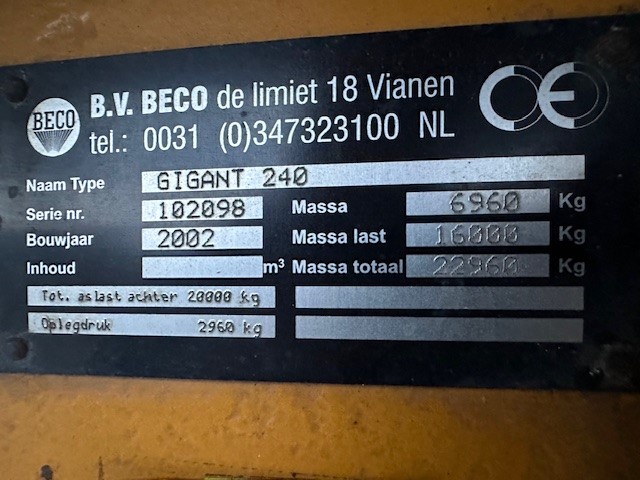 BECO B.V. BECO de limiet 18 Vianen CE
tel.: 0031 (0)347323100 NL
Naam Type GIGANT 240
Serie nr. 102098 Massa 6960 Kg
Bouwjaar 2002 Massa last 16000 Kg
Inhoud m³ Massa totaal 22960 Kg
Tot. aslast achter 20000 kg
Oplegdruk 2960 kg